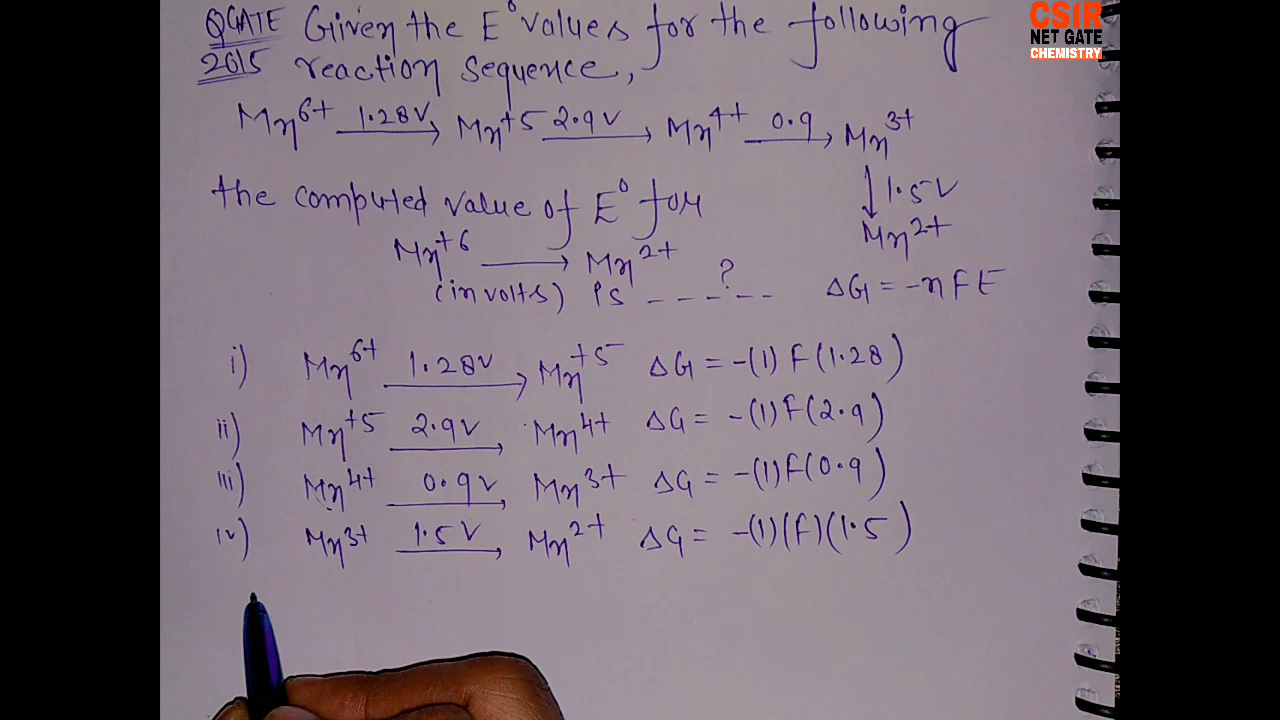 QGATE Given the E° values for the following
2015 reaction sequence,
Mn⁶⁺ 1.28V → Mn⁺⁵ 2.9V → Mn⁴⁺ 0.9 → Mn³⁺
↓ 1.5V
Mn²⁺
the computed value of E° for
Mn⁺⁶ → Mn²⁺
(in volts) is - - - - - ?
ΔG = -nFE
i) Mn⁶⁺ 1.28V → Mn⁺⁵ ΔG = -(1) F(1.28)
ii) Mn⁺⁵ 2.9V → Mn⁴⁺ ΔG = -(1)F(2.9)
iii) Mn⁴⁺ 0.9V → Mn³⁺ ΔG = -(1)F(0.9)
iv) Mn³⁺ 1.5V → Mn²⁺ ΔG = -(1)(F)(1.5)
CSIR
NET GATE
CHEMISTRY